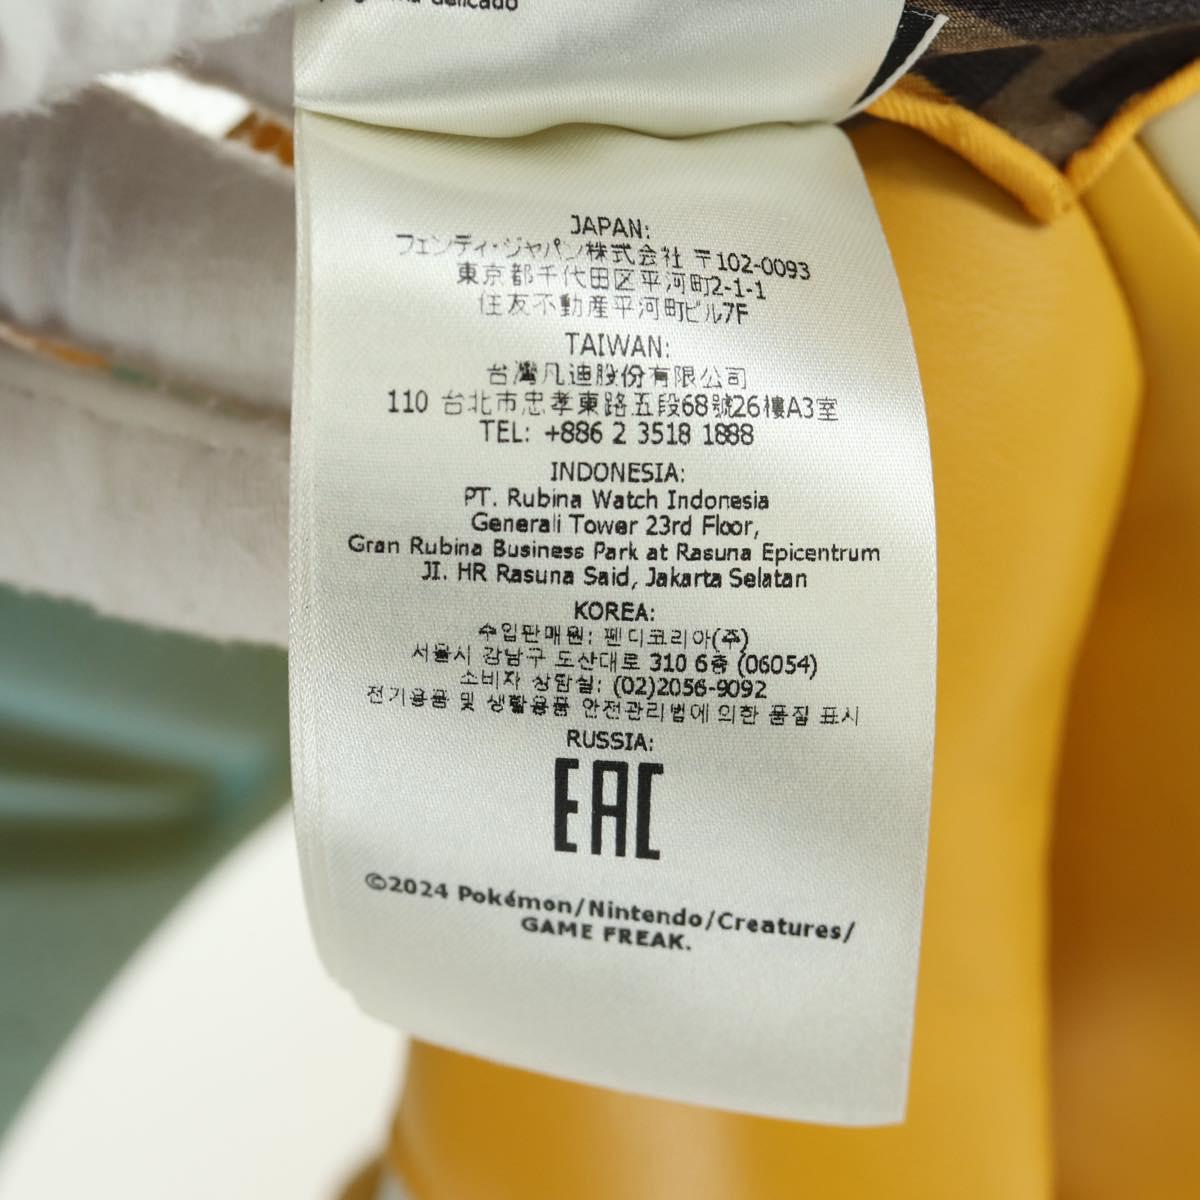 delicado
JAPAN:
フェンディ・ジャパン株式会社 〒102-0093
東京都千代田区平河町2-1-1
住友不動産平河町ビル7F
TAIWAN:
台灣凡迪股份有限公司
110 台北市忠孝東路五段68號26樓A3室
TEL: +886 2 3518 1888
INDONESIA:
PT. Rubina Watch Indonesia
Generali Tower 23rd Floor,
Gran Rubina Business Park at Rasuna Epicentrum
JI. HR Rasuna Said, Jakarta Selatan
KOREA:
수입판매원: 펜디코리아(주)
서울시 강남구 도산대로 310 6층 (06054)
소비자 상담실: (02)2056-9092
전기용품 및 생활용품 안전관리법에 의한 품질 표시
RUSSIA:
EAC
©2024 Pokémon/Nintendo/Creatures/
GAME FREAK.